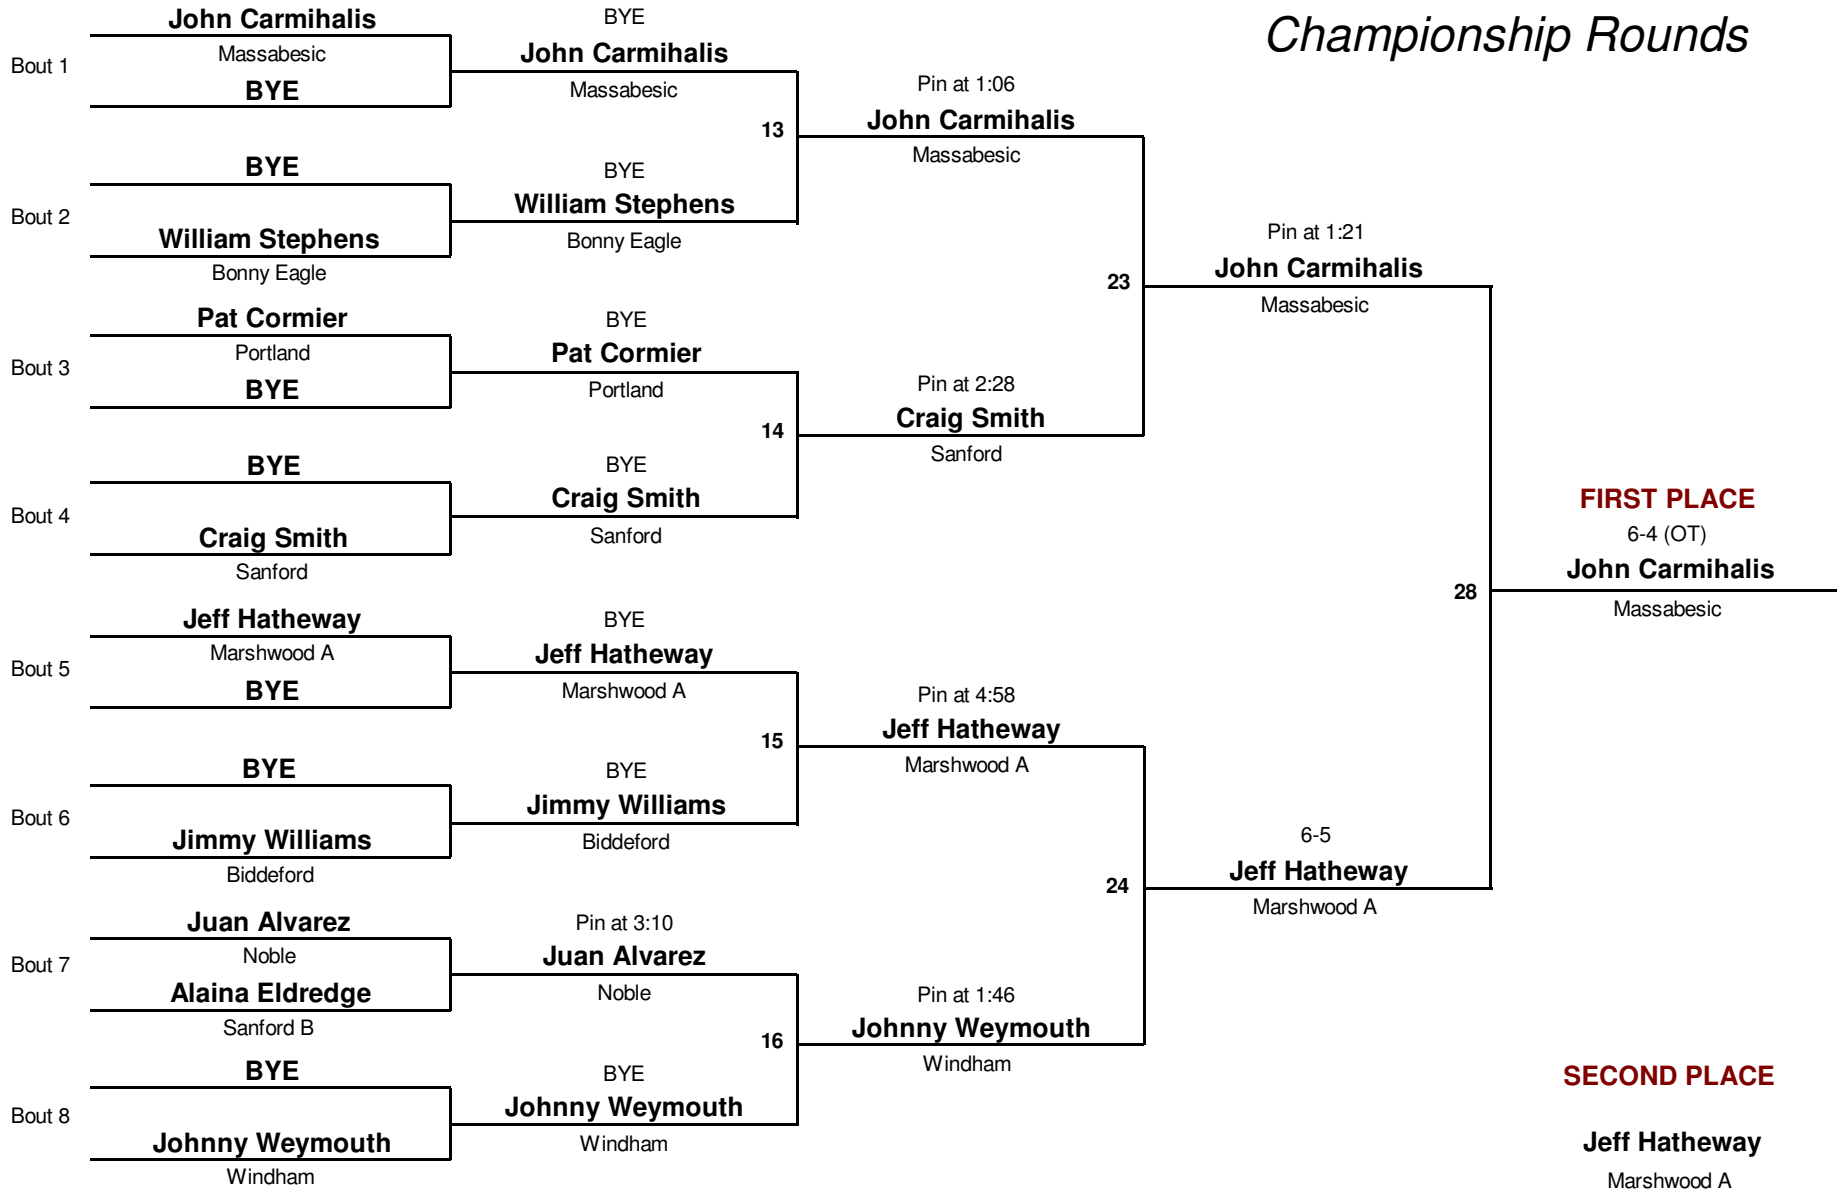 Championship Rounds
Bout 1
John Carmihalis
Massabesic
BYE
Bout 2
BYE
William Stephens
Bonny Eagle
Bout 3
Pat Cormier
Portland
BYE
Bout 4
BYE
Craig Smith
Sanford
Bout 5
Jeff Hatheway
Marshwood A
BYE
Bout 6
BYE
Jimmy Williams
Biddeford
Bout 7
Juan Alvarez
Noble
Alaina Eldredge
Sanford B
Bout 8
BYE
Johnny Weymouth
Windham
BYE
John Carmihalis
Massabesic
13
BYE
William Stephens
Bonny Eagle
BYE
Pat Cormier
Portland
14
BYE
Craig Smith
Sanford
BYE
Jeff Hatheway
Marshwood A
15
BYE
Jimmy Williams
Biddeford
Pin at 3:10
Juan Alvarez
Noble
16
BYE
Johnny Weymouth
Windham
Pin at 1:06
John Carmihalis
Massabesic
23
Pin at 2:28
Craig Smith
Sanford
Pin at 4:58
Jeff Hatheway
Marshwood A
24
Pin at 1:46
Johnny Weymouth
Windham
Pin at 1:21
John Carmihalis
Massabesic
28
6-5
Jeff Hatheway
Marshwood A
FIRST PLACE
6-4 (OT)
John Carmihalis
Massabesic
SECOND PLACE
Jeff Hatheway
Marshwood A